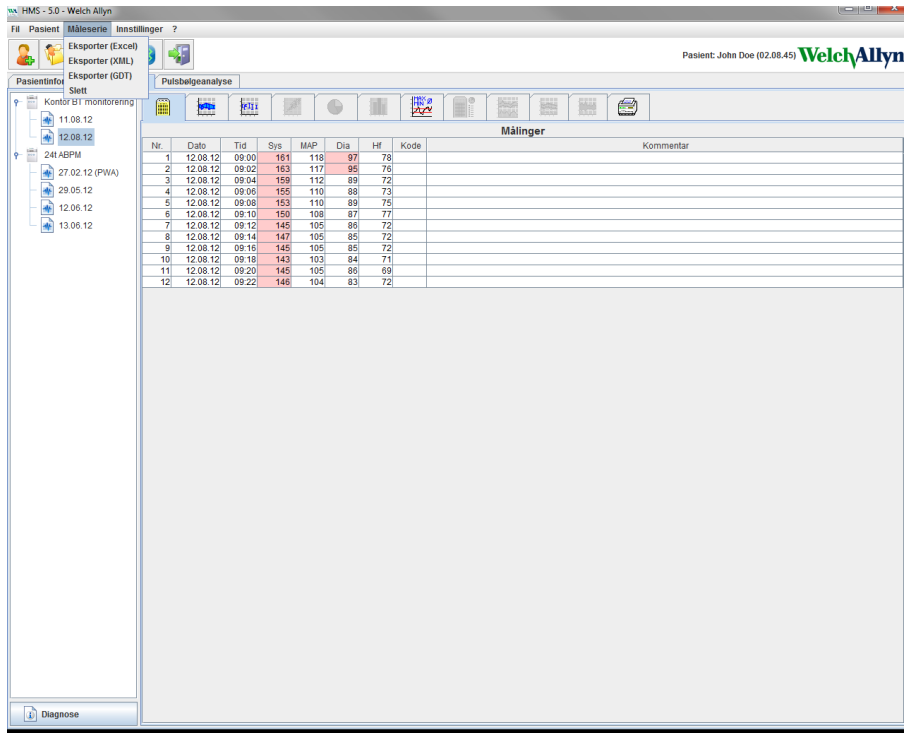 HMS - 5.0 - Welch Allyn
Fil Pasient Måleserie Innstillinger ?
Eksporter (Excel)
Eksporter (XML)
Eksporter (GDT)
Slett
Pasient: John Doe (02.08.45) WelchAllyn
Pasientinfor Pulsbølgeanalyse
Kontor BT monitorering
11.08.12
12.08.12
24t ABPM
27.02.12 (PWA)
29.05.12
12.06.12
13.06.12
Målinger
Nr. Dato Tid Sys MAP Dia Hf Kode Kommentar
1 12.08.12 09:00 161 118 97 78
2 12.08.12 09:02 163 117 95 76
3 12.08.12 09:04 159 112 89 72
4 12.08.12 09:06 155 110 88 73
5 12.08.12 09:08 153 110 89 75
6 12.08.12 09:10 150 108 87 77
7 12.08.12 09:12 145 105 86 72
8 12.08.12 09:14 147 105 85 72
9 12.08.12 09:16 145 105 85 72
10 12.08.12 09:18 143 103 84 71
11 12.08.12 09:20 145 105 86 69
12 12.08.12 09:22 146 104 83 72
Diagnose